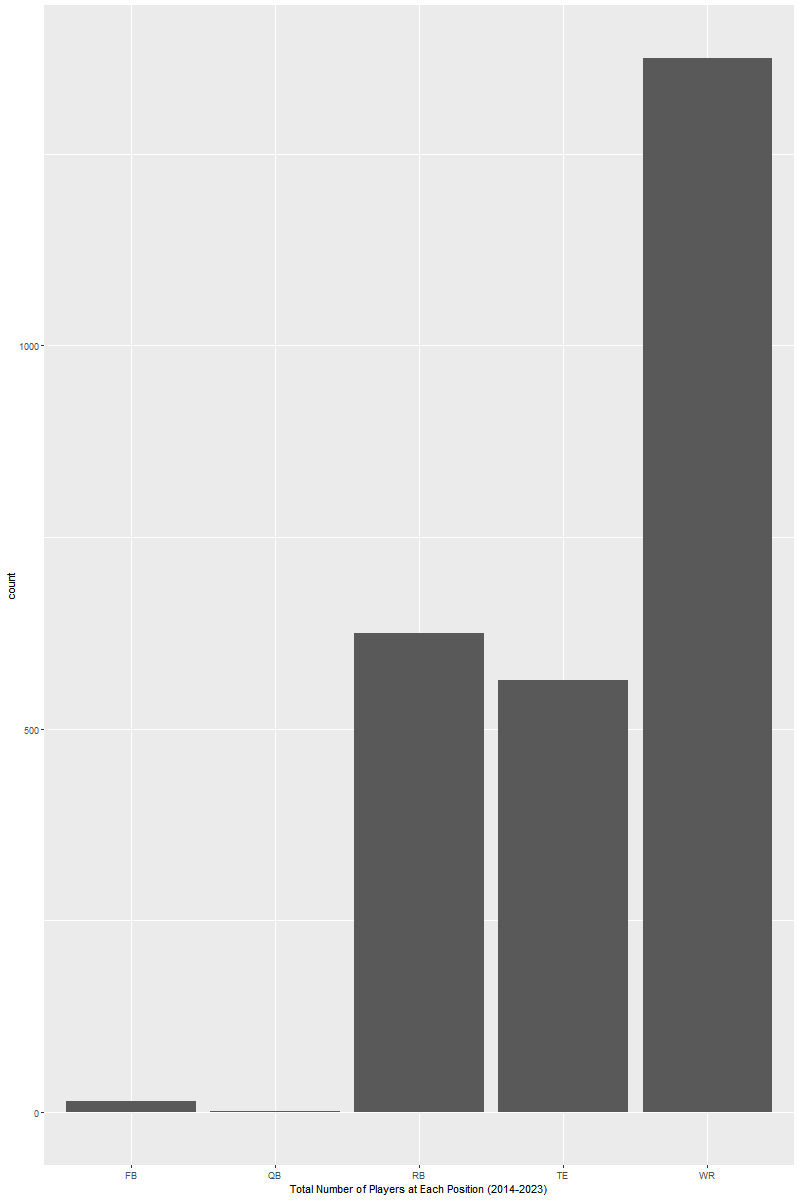 count
1000
500
0
FB QB RB TE WR
Total Number of Players at Each Position (2014-2023)